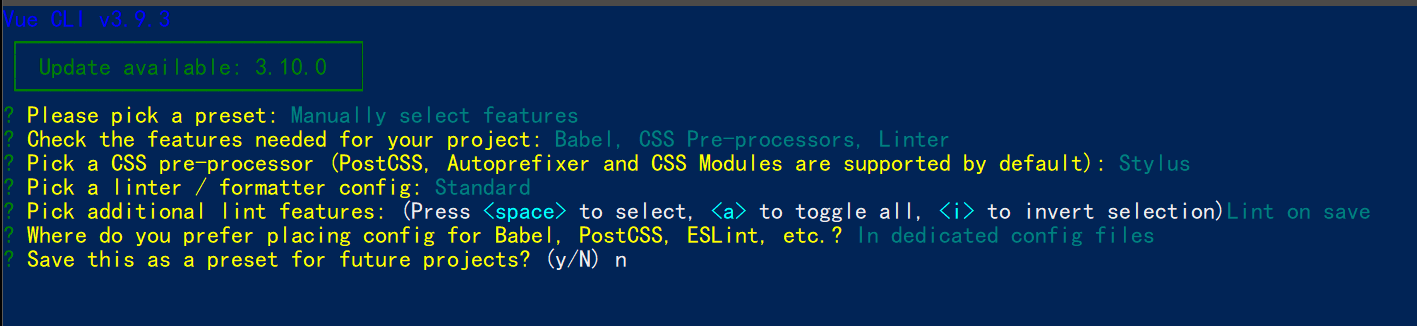 Vue CLI v3.9.3
Update available: 3.10.0
? Please pick a preset: Manually select features
? Check the features needed for your project: Babel, CSS Pre-processors, Linter
? Pick a CSS pre-processor (PostCSS, Autoprefixer and CSS Modules are supported by default): Stylus
? Pick a linter / formatter config: Standard
? Pick additional lint features: (Press <space> to select, <a> to toggle all, <i> to invert selection)Lint on save
? Where do you prefer placing config for Babel, PostCSS, ESLint, etc.? In dedicated config files
? Save this as a preset for future projects? (y/N) n